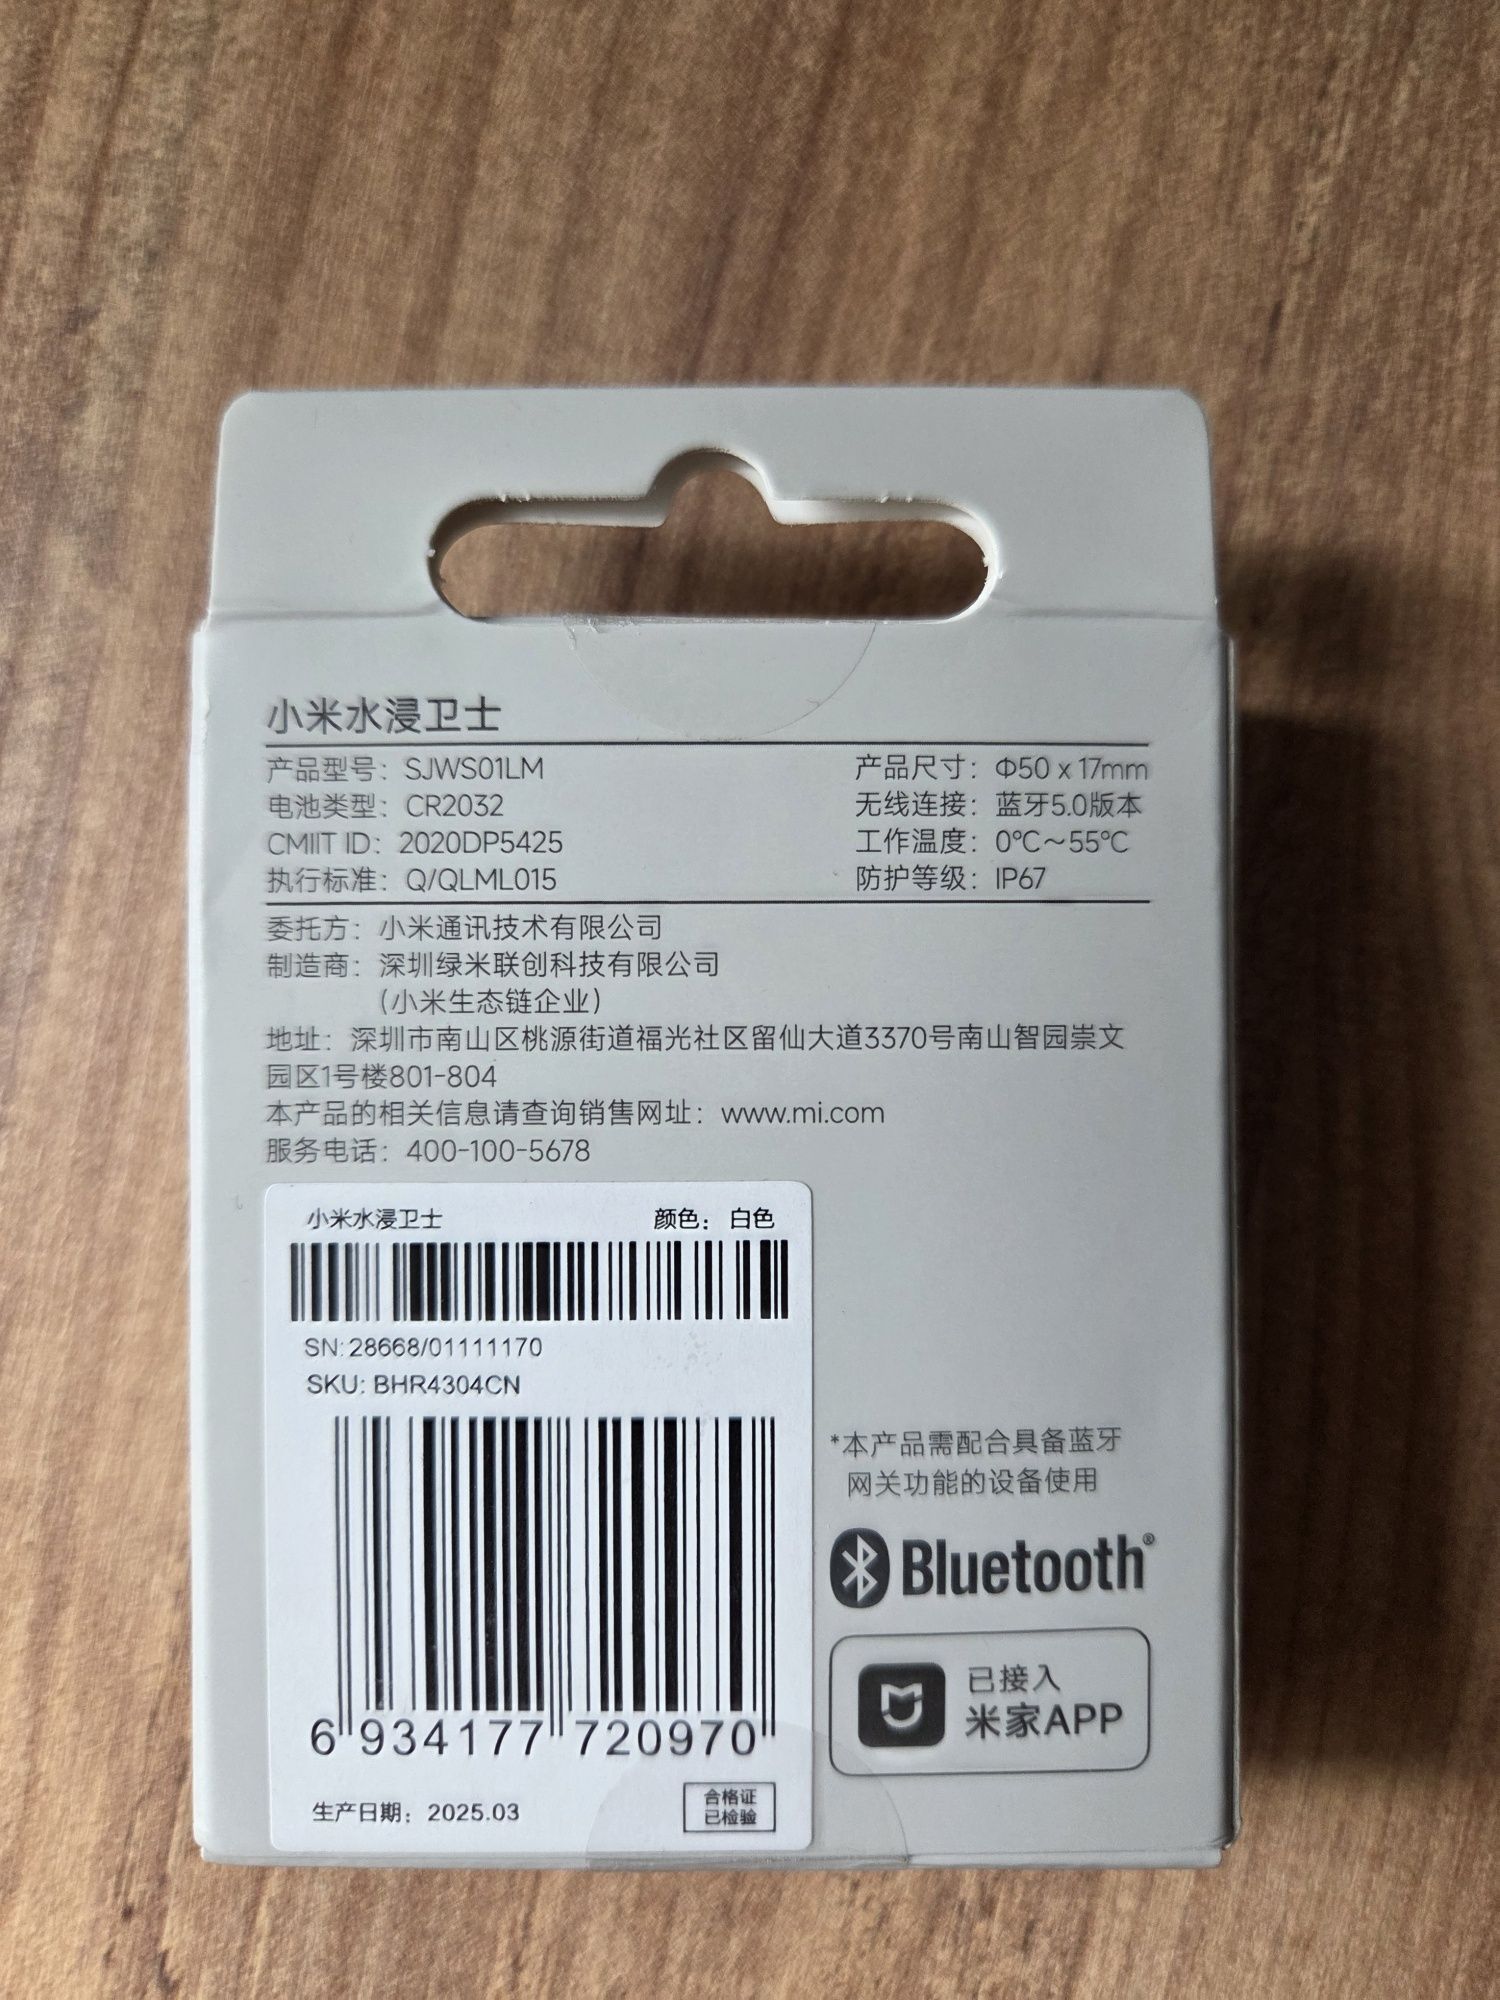 小米水浸卫士
产品型号：SJWS01LM
电池类型：CR2032
CMIIT ID：2020DP5425
执行标准：Q/QLML015
产品尺寸：Φ50 x 17mm
无线连接：蓝牙5.0版本
工作温度：0℃～55℃
防护等级：IP67
委托方：小米通讯技术有限公司
制造商：深圳绿米联创科技有限公司
（小米生态链企业）
地址：深圳市南山区桃源街道福光社区留仙大道3370号南山智园崇文
园区1号楼801-804
本产品的相关信息请查询销售网址：www.mi.com
服务电话：400-100-5678
小米水浸卫士 颜色：白色
SN:28668/01111170
SKU: BHR4304CN
6 934177 720970
生产日期：2025.03
合格证
已检验
*本产品需配合具备蓝牙
网关功能的设备使用
Bluetooth®
已接入
米家APP